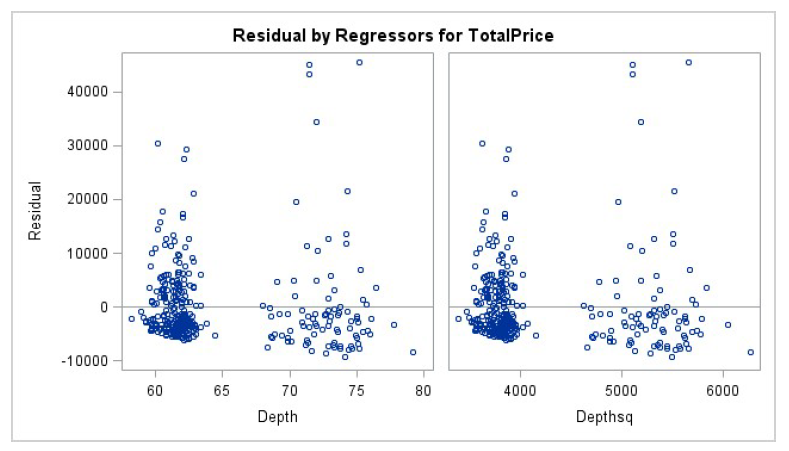 Residual by Regressors for TotalPrice
40000
30000
20000
10000
0
-10000
Residual
60 65 70 75 80
4000 5000 6000
Depth
Depthsq